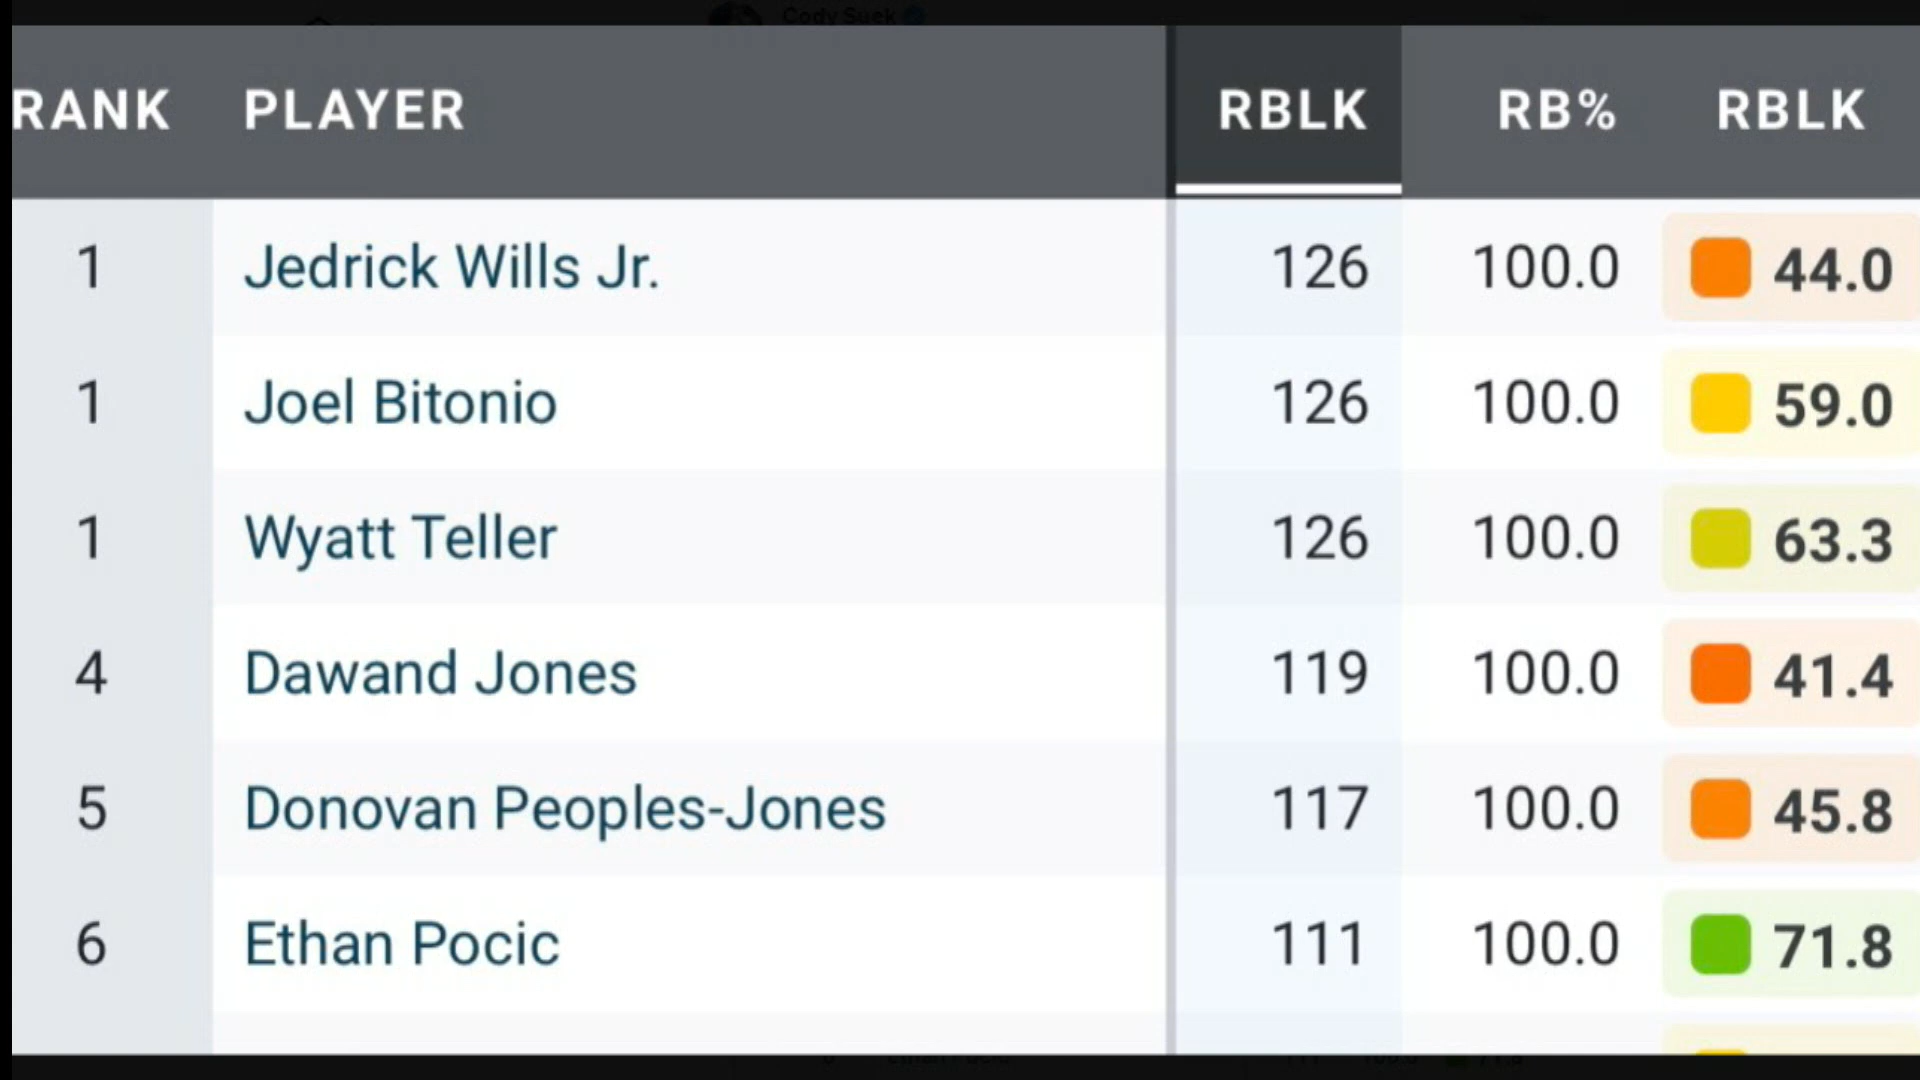 Cody Suek
RANK PLAYER RBLK RB% RBLK
1 Jedrick Wills Jr. 126 100.0 44.0
1 Joel Bitonio 126 100.0 59.0
1 Wyatt Teller 126 100.0 63.3
4 Dawand Jones 119 100.0 41.4
5 Donovan Peoples-Jones 117 100.0 45.8
6 Ethan Pocic 111 100.0 71.8